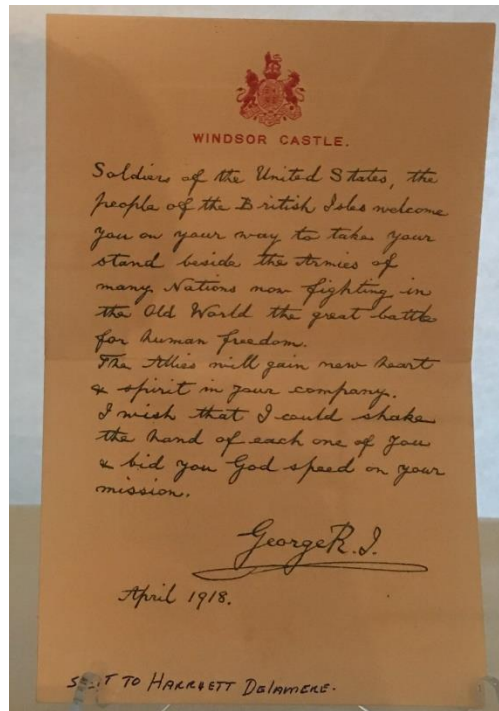 WINDSOR CASTLE.
Soldiers of the United States, the
people of the British Isles welcome
you on your way to take your
stand beside the Armies of
many Nations now fighting in
the Old World the great battle
for human freedom.
The Allies will gain new heart
& spirit in your company.
I wish that I could shake
the hand of each one of you
& bid you God speed on your
mission.
George R.I.
April 1918.
TO HARRIETT DELAMERE.